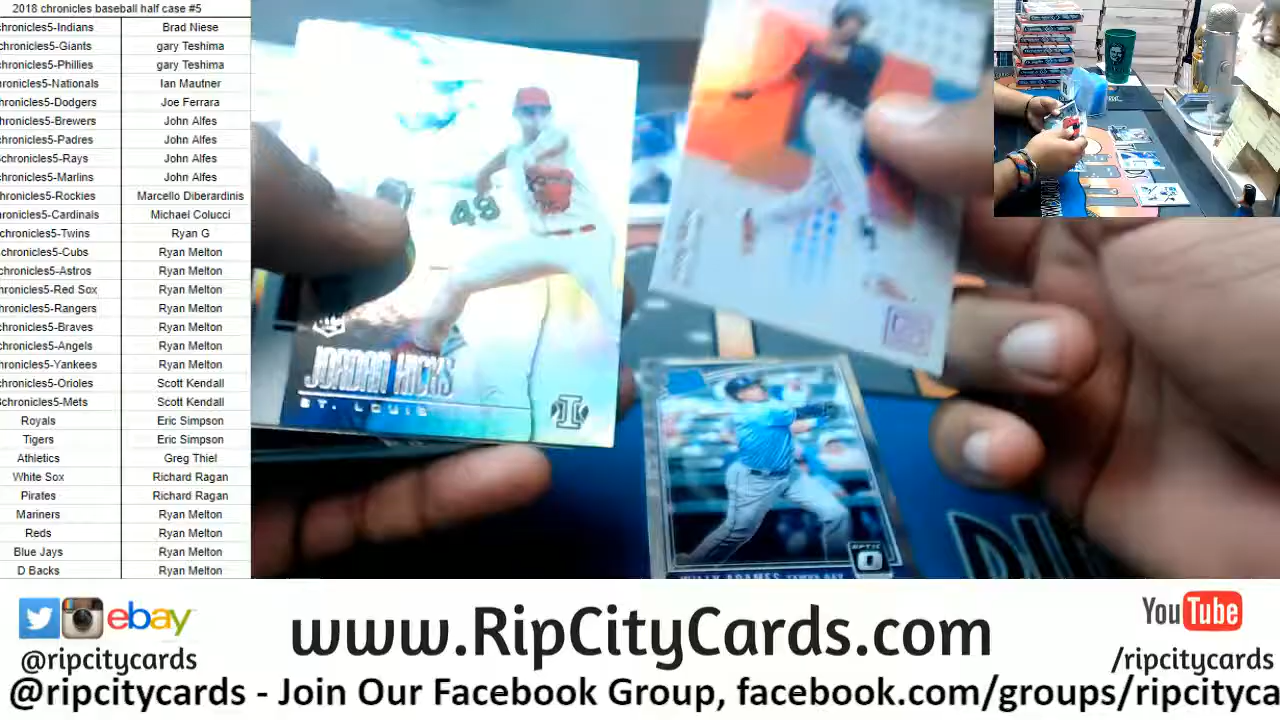 2018 chronicles baseball half case #5
chronicles5-Indians Brad Niese
chronicles5-Giants gary Teshima
chronicles5-Phillies gary Teshima
chronicles5-Nationals Ian Mautner
chronicles5-Dodgers Joe Ferrara
chronicles5-Brewers John Alfes
chronicles5-Padres John Alfes
chronicles5-Rays John Alfes
chronicles5-Marlins John Alfes
chronicles5-Rockies Marcello Diberardinis
chronicles5-Cardinals Michael Colucci
chronicles5-Twins Ryan G
chronicles5-Cubs Ryan Melton
chronicles5-Astros Ryan Melton
chronicles5-Red Sox Ryan Melton
chronicles5-Rangers Ryan Melton
chronicles5-Braves Ryan Melton
chronicles5-Angels Ryan Melton
chronicles5-Yankees Ryan Melton
chronicles5-Orioles Scott Kendall
chronicles5-Mets Scott Kendall
Royals Eric Simpson
Tigers Eric Simpson
Athletics Greg Thiel
White Sox Richard Ragan
Pirates Richard Ragan
Mariners Ryan Melton
Reds Ryan Melton
Blue Jays Ryan Melton
D Backs Ryan Melton
49
JORDAN HICKS
ST. LOUIS
I
OPTIC
WILLY ADAMES TAMPA BAY
ebay
@ripcitycards
www.RipCityCards.com
YouTube
/ripcitycards
@ripcitycards - Join Our Facebook Group, facebook.com/groups/ripcityca